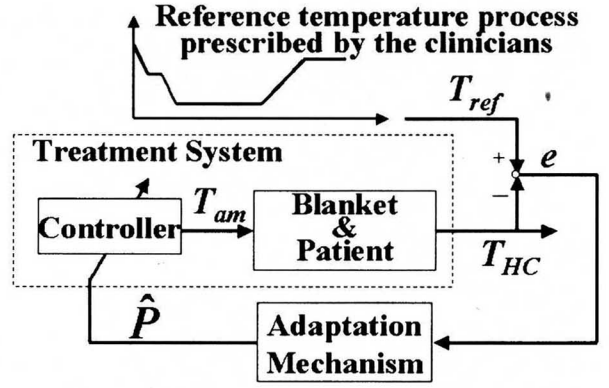 Reference temperature process
prescribed by the clinicians
T_ref
Treatment System
+
e
−
Controller
T_am
Blanket
&
Patient
T_HC
P̂
Adaptation
Mechanism